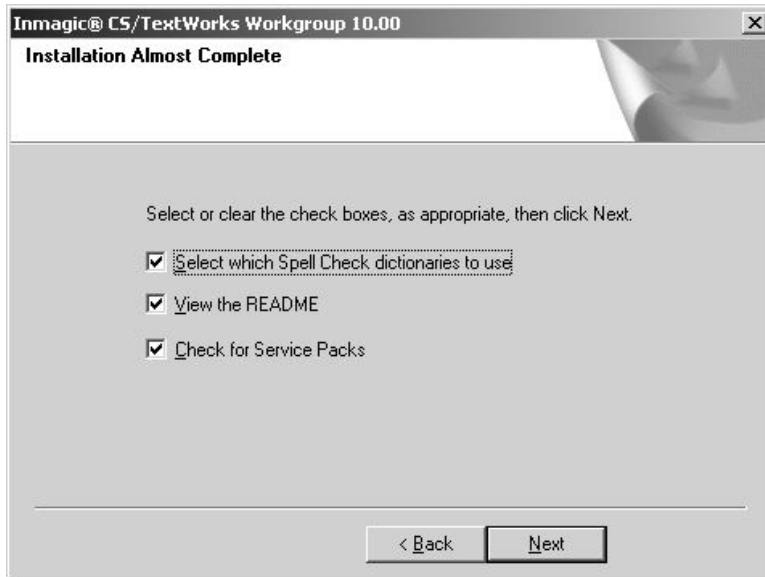 Inmagic® CS/TextWorks Workgroup 10.00
Installation Almost Complete
Select or clear the check boxes, as appropriate, then click Next.
Select which Spell Check dictionaries to use
View the README
Check for Service Packs
< Back
Next